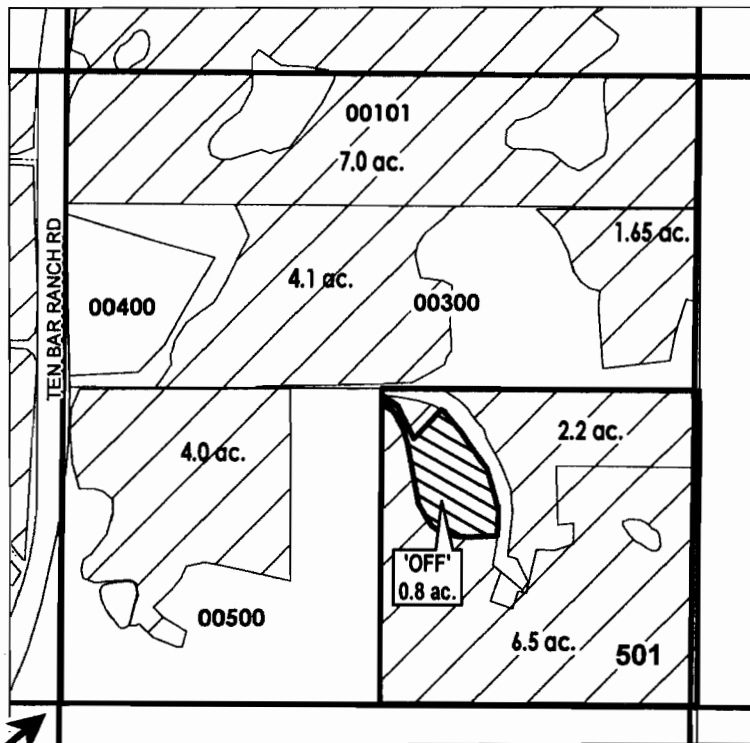 00101
7.0 ac.
1.65 ac.
4.1 ac.
00300
00400
TEN BAR RANCH RD
2.2 ac.
4.0 ac.
'OFF'
0.8 ac.
00500
6.5 ac.
501